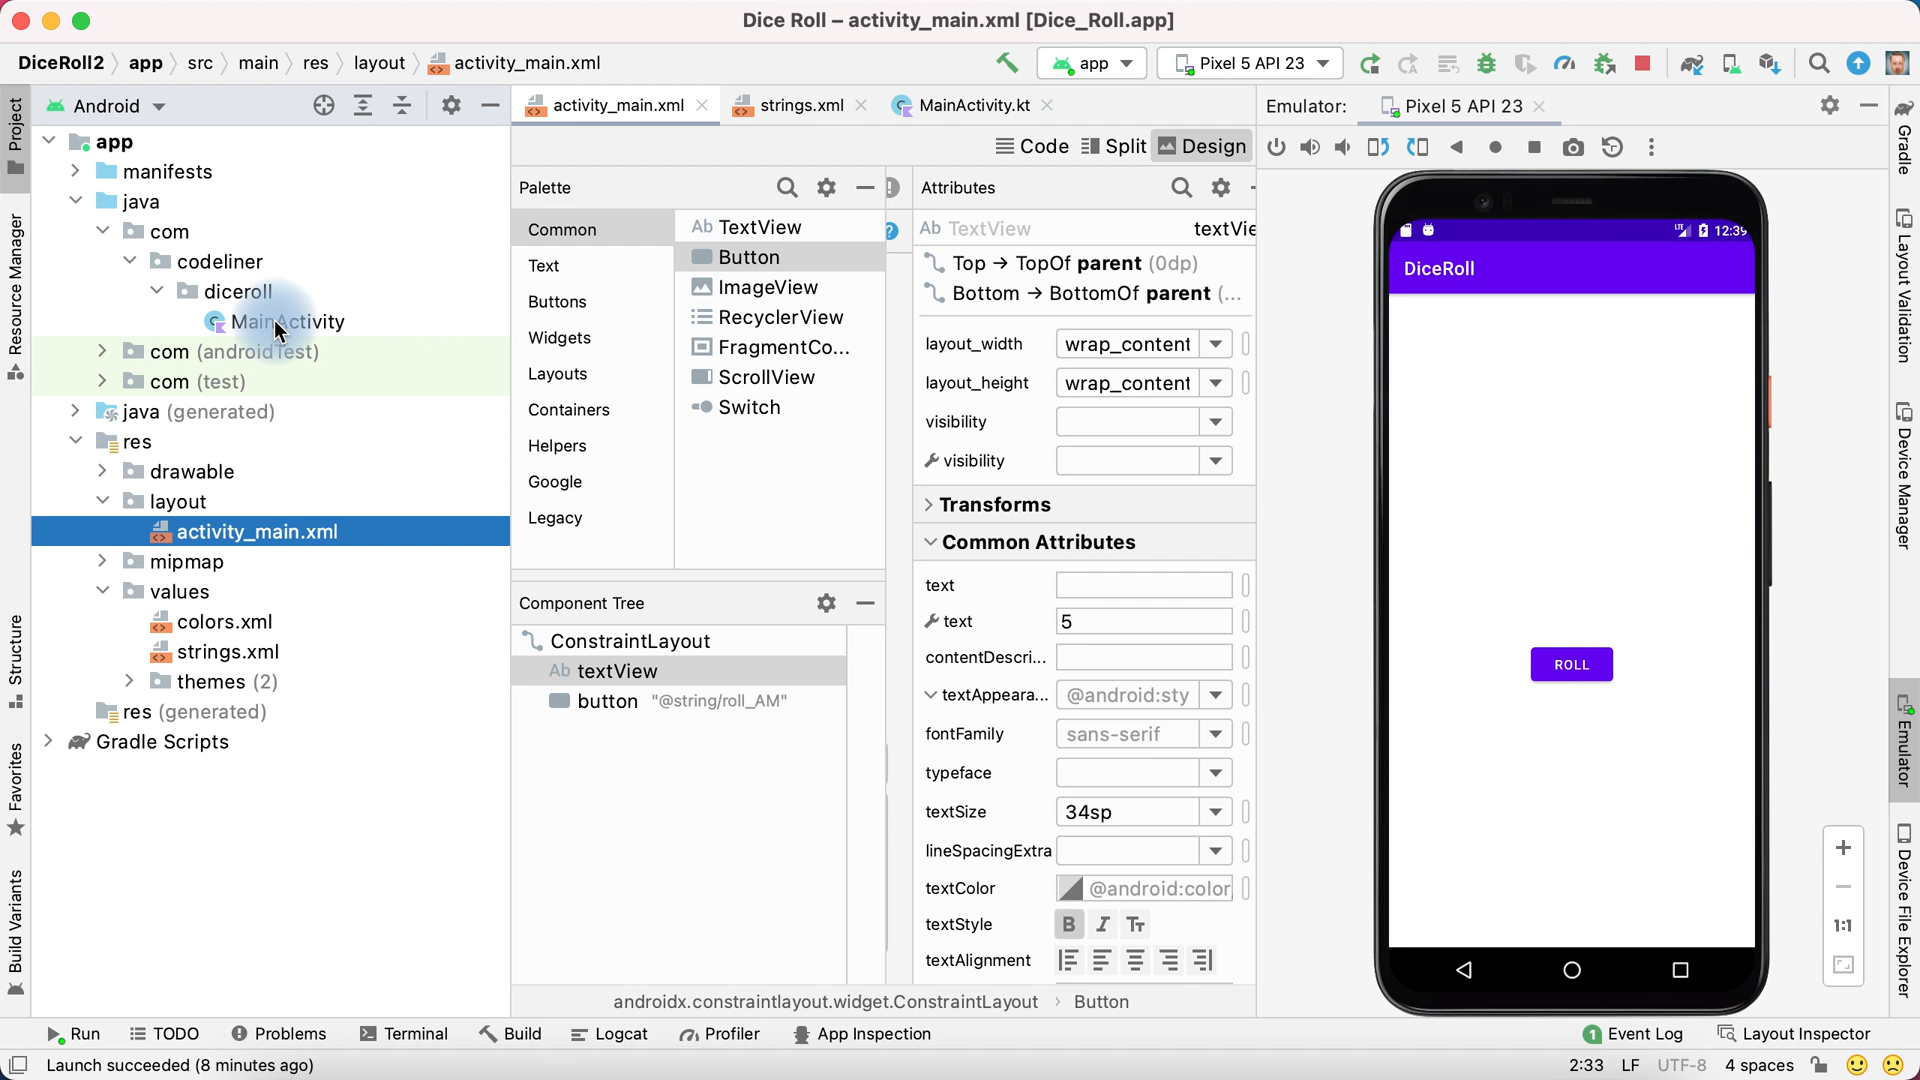 Dice Roll – activity_main.xml [Dice_Roll.app]
DiceRoll2 app src main res layout activity_main.xml
app Pixel 5 API 23
Android
activity_main.xml strings.xml MainActivity.kt
Emulator: Pixel 5 API 23
Code Split Design
Project
Resource Manager
Structure
Favorites
Build Variants
app
manifests
java
com
codeliner
diceroll
MainActivity
com (androidTest)
com (test)
java (generated)
res
drawable
layout
activity_main.xml
mipmap
values
colors.xml
strings.xml
themes (2)
res (generated)
Gradle Scripts
Palette
Common
Text
Buttons
Widgets
Layouts
Containers
Helpers
Google
Legacy
Ab TextView
Button
ImageView
RecyclerView
FragmentCo...
ScrollView
Switch
Component Tree
ConstraintLayout
Ab textView
button "@string/roll_AM"
Attributes
Ab TextView textVie
Top → TopOf parent (0dp)
Bottom → BottomOf parent (...
layout_width wrap_content
layout_height wrap_content
visibility
visibility
Transforms
Common Attributes
text
text 5
contentDescri...
textAppeara... @android:sty
fontFamily sans-serif
typeface
textSize 34sp
lineSpacingExtra
textColor @android:color
textStyle B I Tт
textAlignment
androidx.constraintlayout.widget.ConstraintLayout › Button
LTE 12:39
DiceRoll
ROLL
1:1
Gradle
Layout Validation
Device Manager
Emulator
Device File Explorer
Run TODO Problems Terminal Build Logcat Profiler App Inspection 1 Event Log Layout Inspector
Launch succeeded (8 minutes ago) 2:33 LF UTF-8 4 spaces